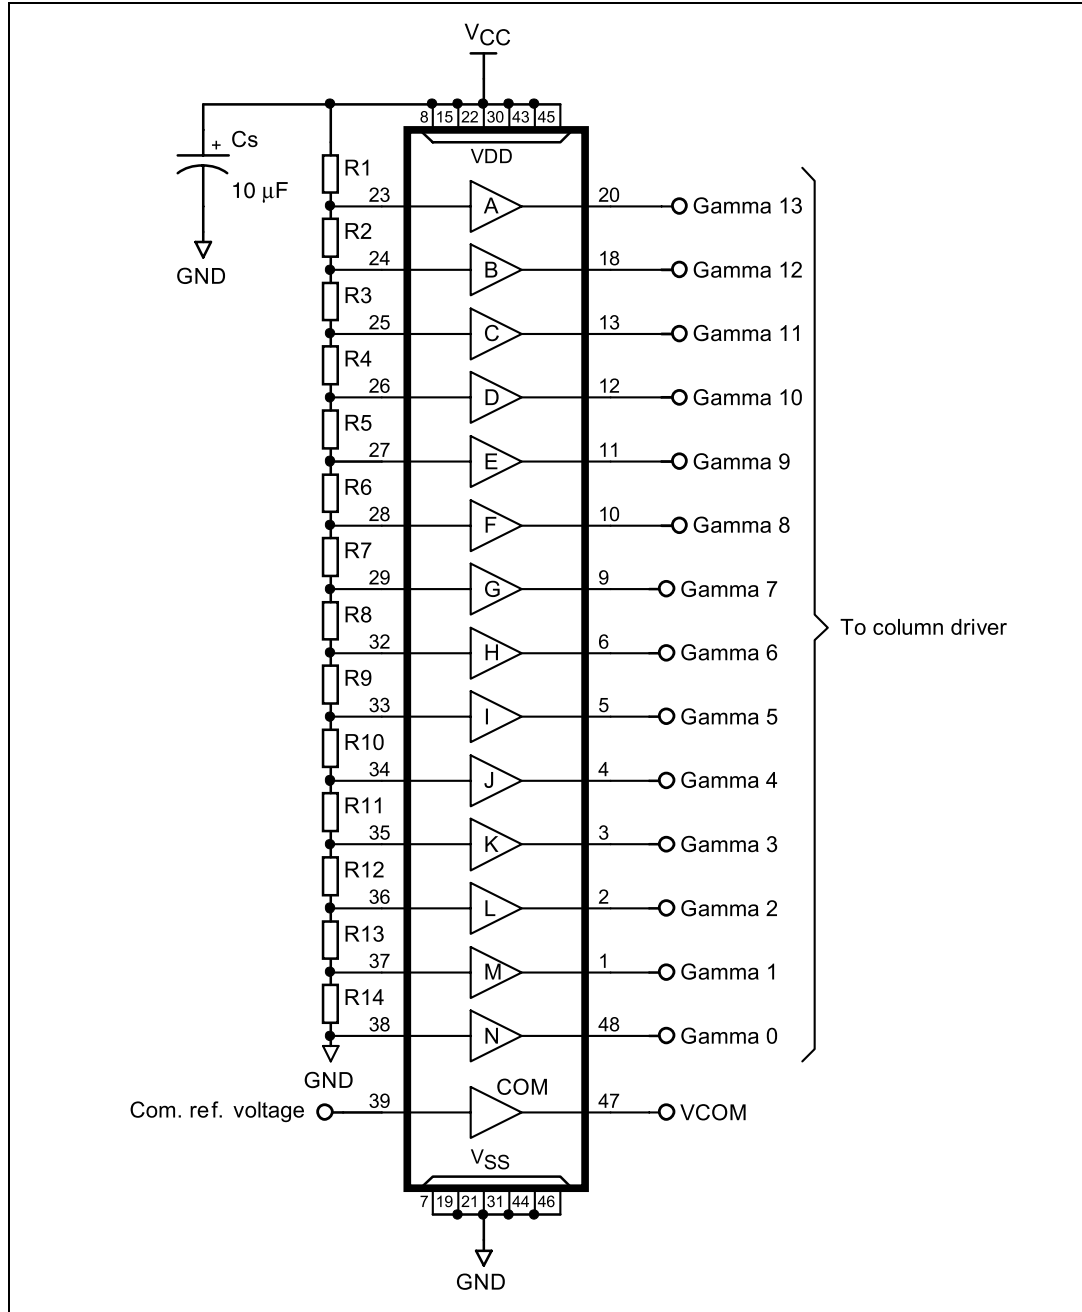 VCC
8 15 22 30 43 45
+ Cs
10 µF
GND
VDD
R1
23 A 20 Gamma 13
R2
24 B 18 Gamma 12
R3
25 C 13 Gamma 11
R4
26 D 12 Gamma 10
R5
27 E 11 Gamma 9
R6
28 F 10 Gamma 8
R7
29 G 9 Gamma 7
To column driver
R8
32 H 6 Gamma 6
R9
33 I 5 Gamma 5
R10
34 J 4 Gamma 4
R11
35 K 3 Gamma 3
R12
36 L 2 Gamma 2
R13
37 M 1 Gamma 1
R14
38 N 48 Gamma 0
GND
COM
Com. ref. voltage 39 47 VCOM
VSS
7 19 21 31 44 46
GND